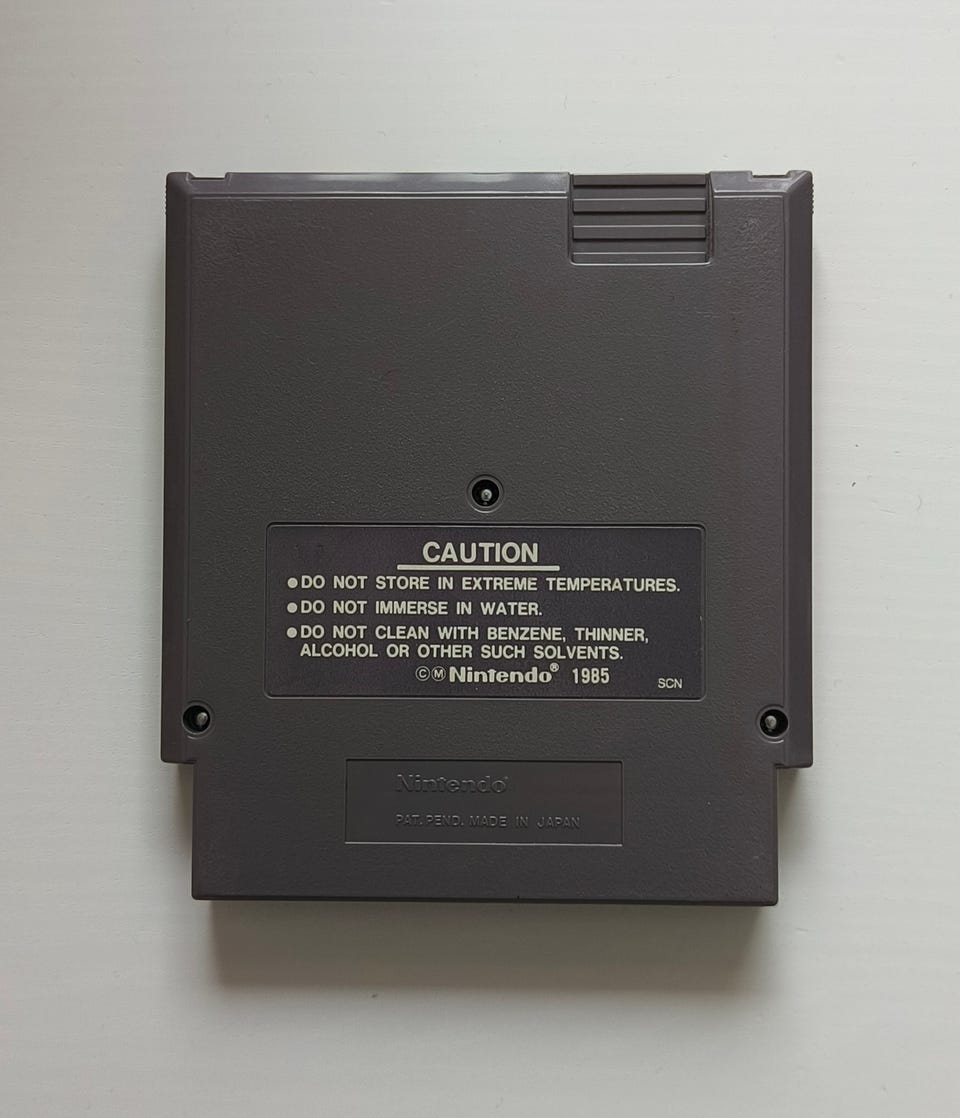 CAUTION
●DO NOT STORE IN EXTREME TEMPERATURES.
●DO NOT IMMERSE IN WATER.
●DO NOT CLEAN WITH BENZENE, THINNER,
ALCOHOL OR OTHER SUCH SOLVENTS.
©Ⓜ Nintendo® 1985
SCN
Nintendo®
PAT. PEND. MADE IN JAPAN